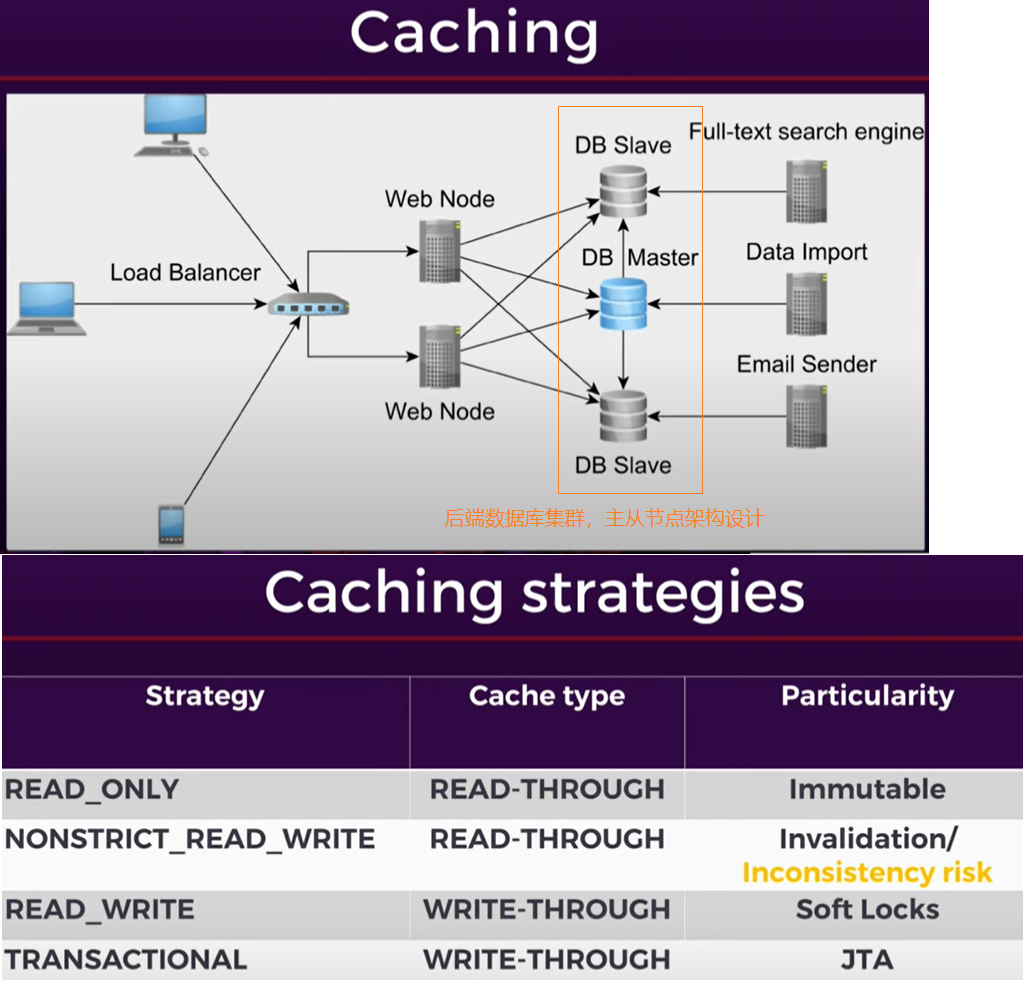 Caching
DB Slave
Full-text search engine
Web Node
DB Master
Data Import
Load Balancer
Email Sender
Web Node
DB Slave
后端数据库集群，主从节点架构设计
Caching strategies
Strategy Cache type Particularity
READ_ONLY READ-THROUGH Immutable
NONSTRICT_READ_WRITE READ-THROUGH Invalidation/
Inconsistency risk
READ_WRITE WRITE-THROUGH Soft Locks
TRANSACTIONAL WRITE-THROUGH JTA